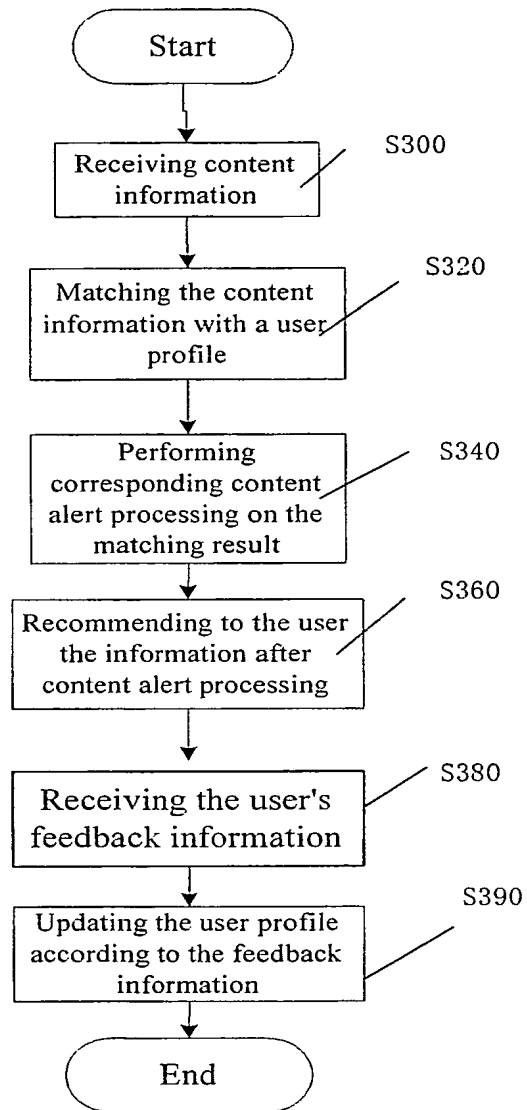 Start
S300
Receiving content
information
S320
Matching the content
information with a user
profile
S340
Performing
corresponding content
alert processing on the
matching result
S360
Recommending to the user
the information after
content alert processing
S380
Receiving the user's
feedback information
S390
Updating the user profile
according to the feedback
information
End